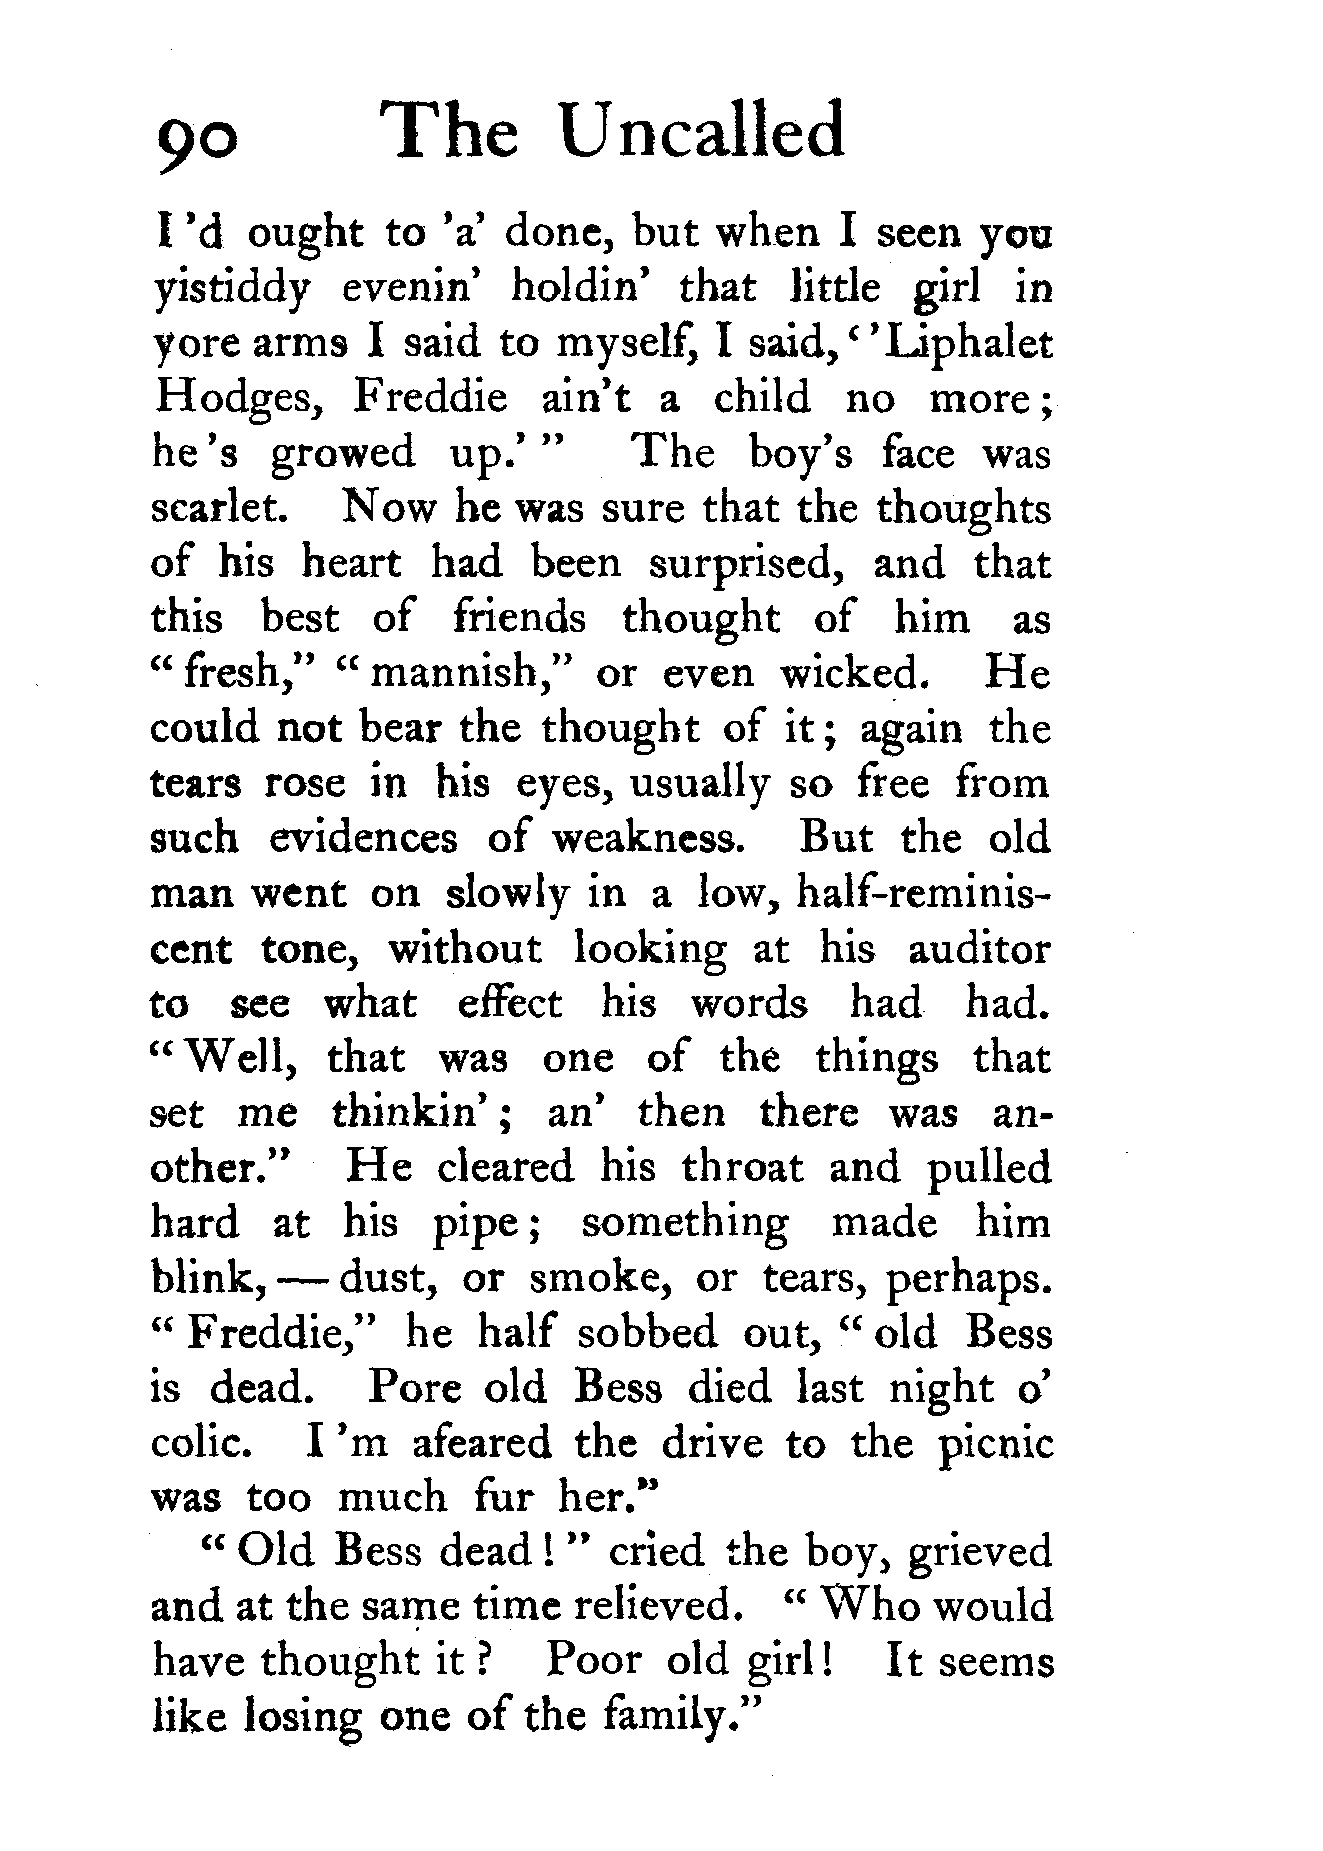 90 The Uncalled
I 'd ought to 'a' done, but when I seen you
yistiddy evenin' holdin' that little girl in
yore arms I said to myself, I said, ‘ 'Liphalet
Hodges, Freddie ain't a child no more ;
he 's growed up.’ ” The boy's face was
scarlet. Now he was sure that the thoughts
of his heart had been surprised, and that
this best of friends thought of him as
“ fresh,” “ mannish,” or even wicked. He
could not bear the thought of it ; again the
tears rose in his eyes, usually so free from
such evidences of weakness. But the old
man went on slowly in a low, half-reminis-
cent tone, without looking at his auditor
to see what effect his words had had.
“ Well, that was one of the things that
set me thinkin' ; an' then there was an-
other.” He cleared his throat and pulled
hard at his pipe ; something made him
blink, — dust, or smoke, or tears, perhaps.
“ Freddie,” he half sobbed out, “ old Bess
is dead. Pore old Bess died last night o'
colic. I 'm afeared the drive to the picnic
was too much fur her.”
“ Old Bess dead ! ” cried the boy, grieved
and at the same time relieved. “ Who would
have thought it ? Poor old girl ! It seems
like losing one of the family.”